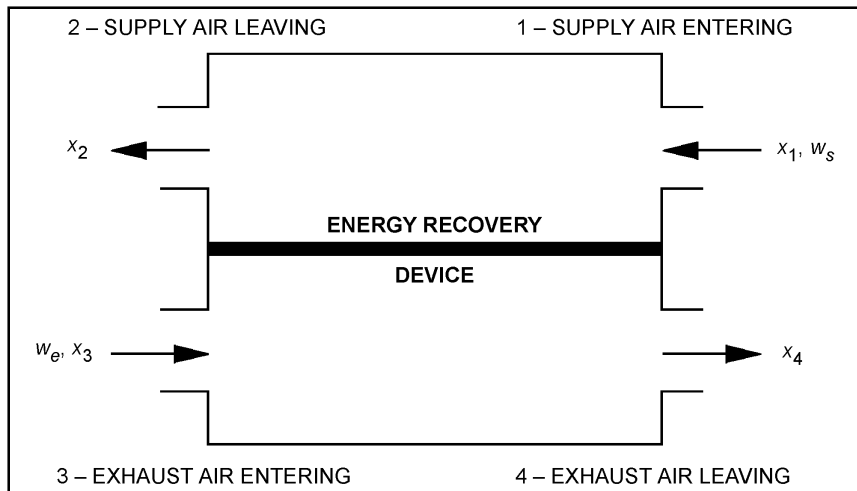 2 – SUPPLY AIR LEAVING
1 – SUPPLY AIR ENTERING
x2
x1, ws
ENERGY RECOVERY
DEVICE
we, x3
x4
3 – EXHAUST AIR ENTERING
4 – EXHAUST AIR LEAVING